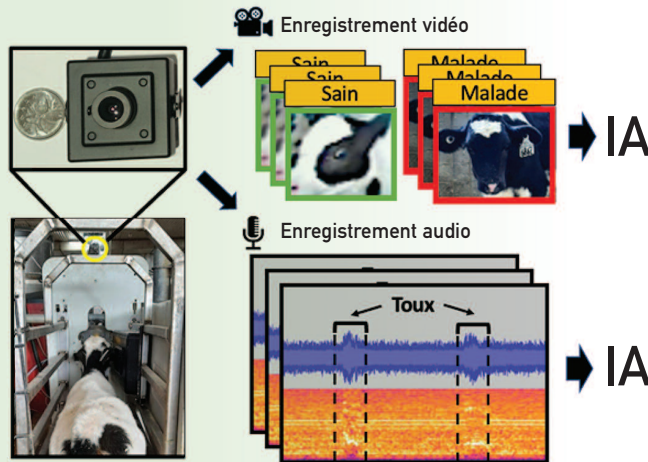 Enregistrement vidéo
Sain
Sain
Sain
Malade
Malade
Malade
IA
Enregistrement audio
Toux
IA